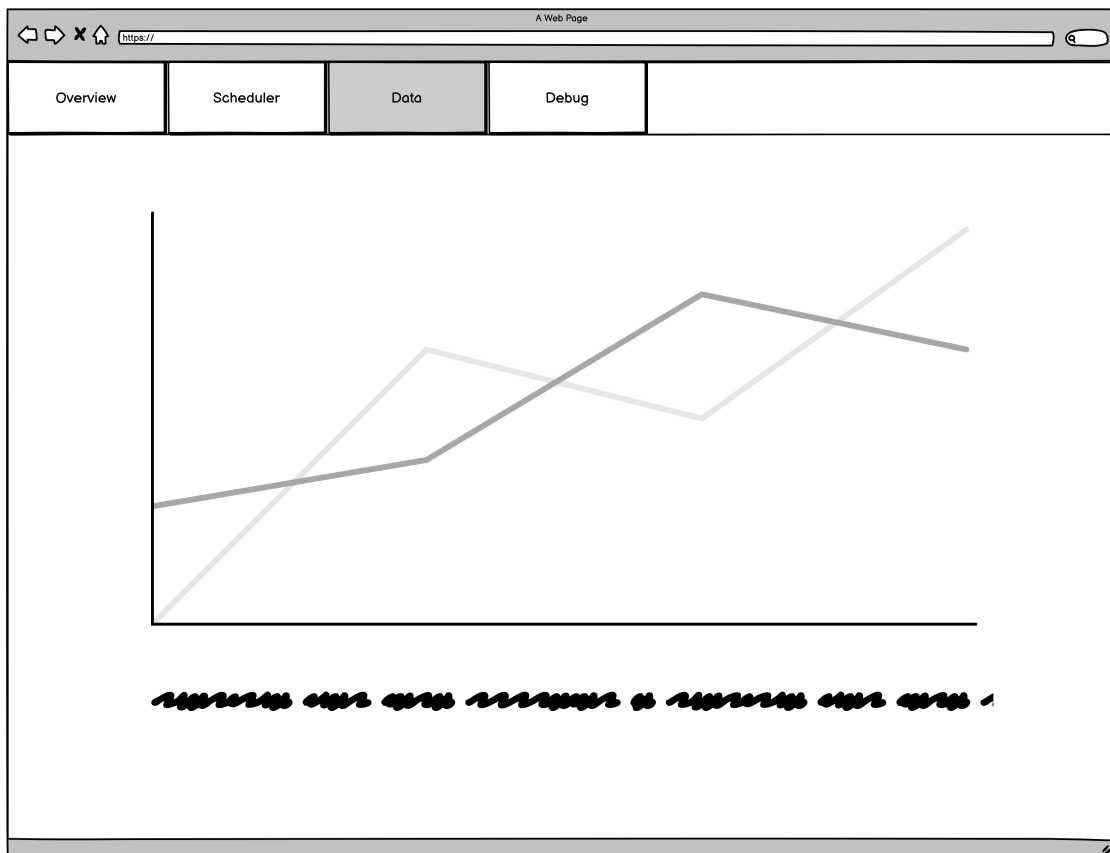 A Web Page
https://
Overview
Scheduler
Data
Debug